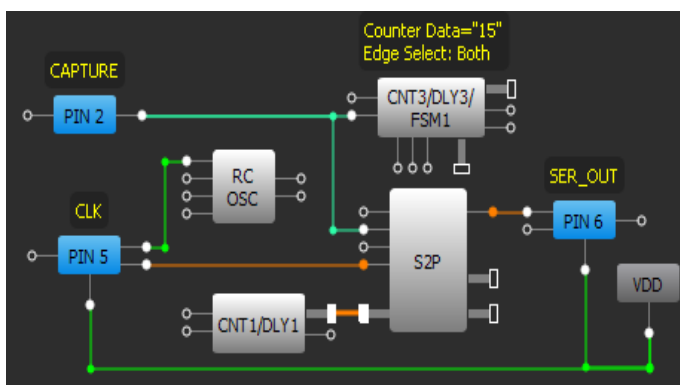 Counter Data="15"
Edge Select: Both
CAPTURE
PIN 2
CNT3/DLY3/
FSM1
RC
OSC
SER_OUT
CLK
PIN 6
PIN 5
S2P
VDD
CNT1/DLY1